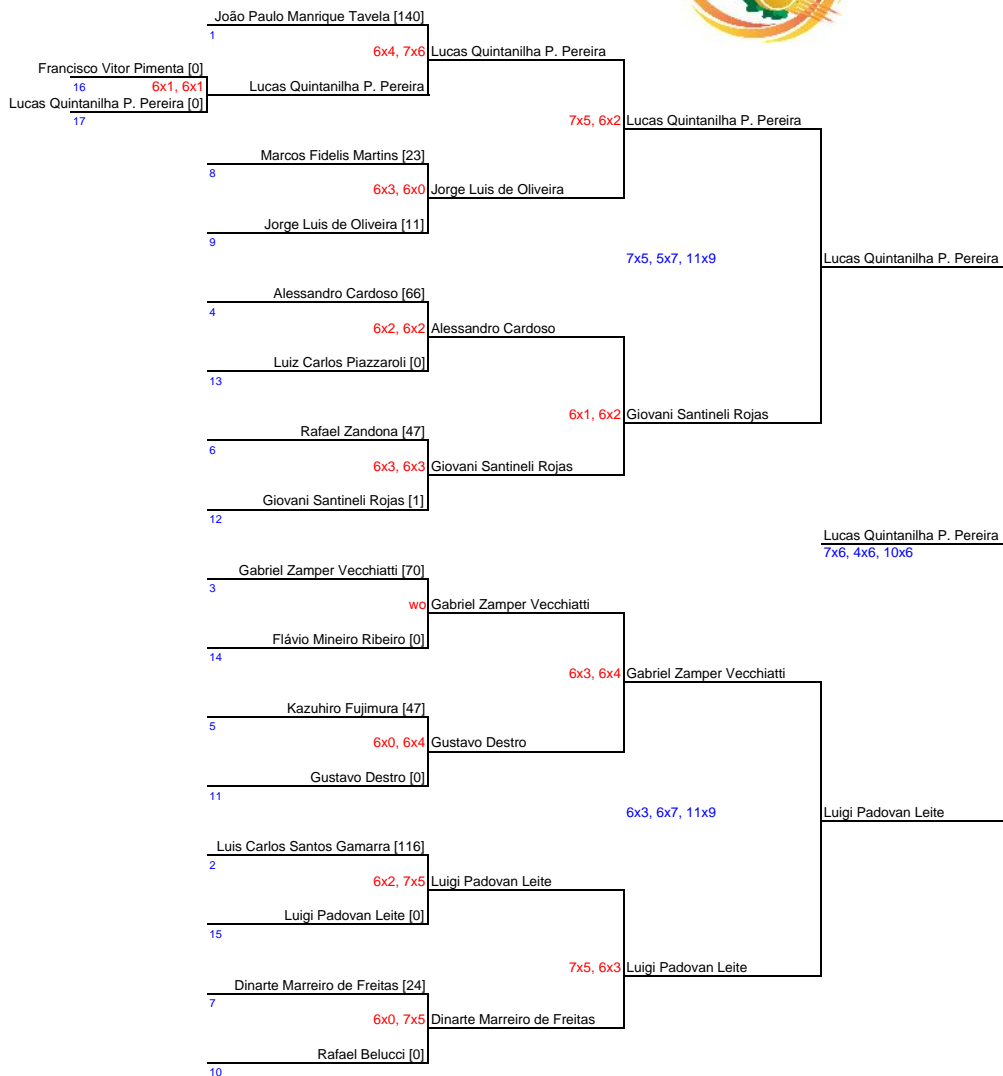 João Paulo Manrique Tavela [140]
1
6x4, 7x6 Lucas Quintanilha P. Pereira
Francisco Vitor Pimenta [0]
16 6x1, 6x1 Lucas Quintanilha P. Pereira
Lucas Quintanilha P. Pereira [0]
17
7x5, 6x2 Lucas Quintanilha P. Pereira
Marcos Fidelis Martins [23]
8
6x3, 6x0 Jorge Luis de Oliveira
Jorge Luis de Oliveira [11]
9
7x5, 5x7, 11x9 Lucas Quintanilha P. Pereira
Alessandro Cardoso [66]
4
6x2, 6x2 Alessandro Cardoso
Luiz Carlos Piazzaroli [0]
13
6x1, 6x2 Giovani Santineli Rojas
Rafael Zandona [47]
6
6x3, 6x3 Giovani Santineli Rojas
Giovani Santineli Rojas [1]
12
Lucas Quintanilha P. Pereira
7x6, 4x6, 10x6
Gabriel Zamper Vecchiatti [70]
3
wo Gabriel Zamper Vecchiatti
Flávio Mineiro Ribeiro [0]
14
6x3, 6x4 Gabriel Zamper Vecchiatti
Kazuhiro Fujimura [47]
5
6x0, 6x4 Gustavo Destro
Gustavo Destro [0]
11
6x3, 6x7, 11x9 Luigi Padovan Leite
Luis Carlos Santos Gamarra [116]
2
6x2, 7x5 Luigi Padovan Leite
Luigi Padovan Leite [0]
15
7x5, 6x3 Luigi Padovan Leite
Dinarte Marreiro de Freitas [24]
7
6x0, 7x5 Dinarte Marreiro de Freitas
Rafael Belucci [0]
10